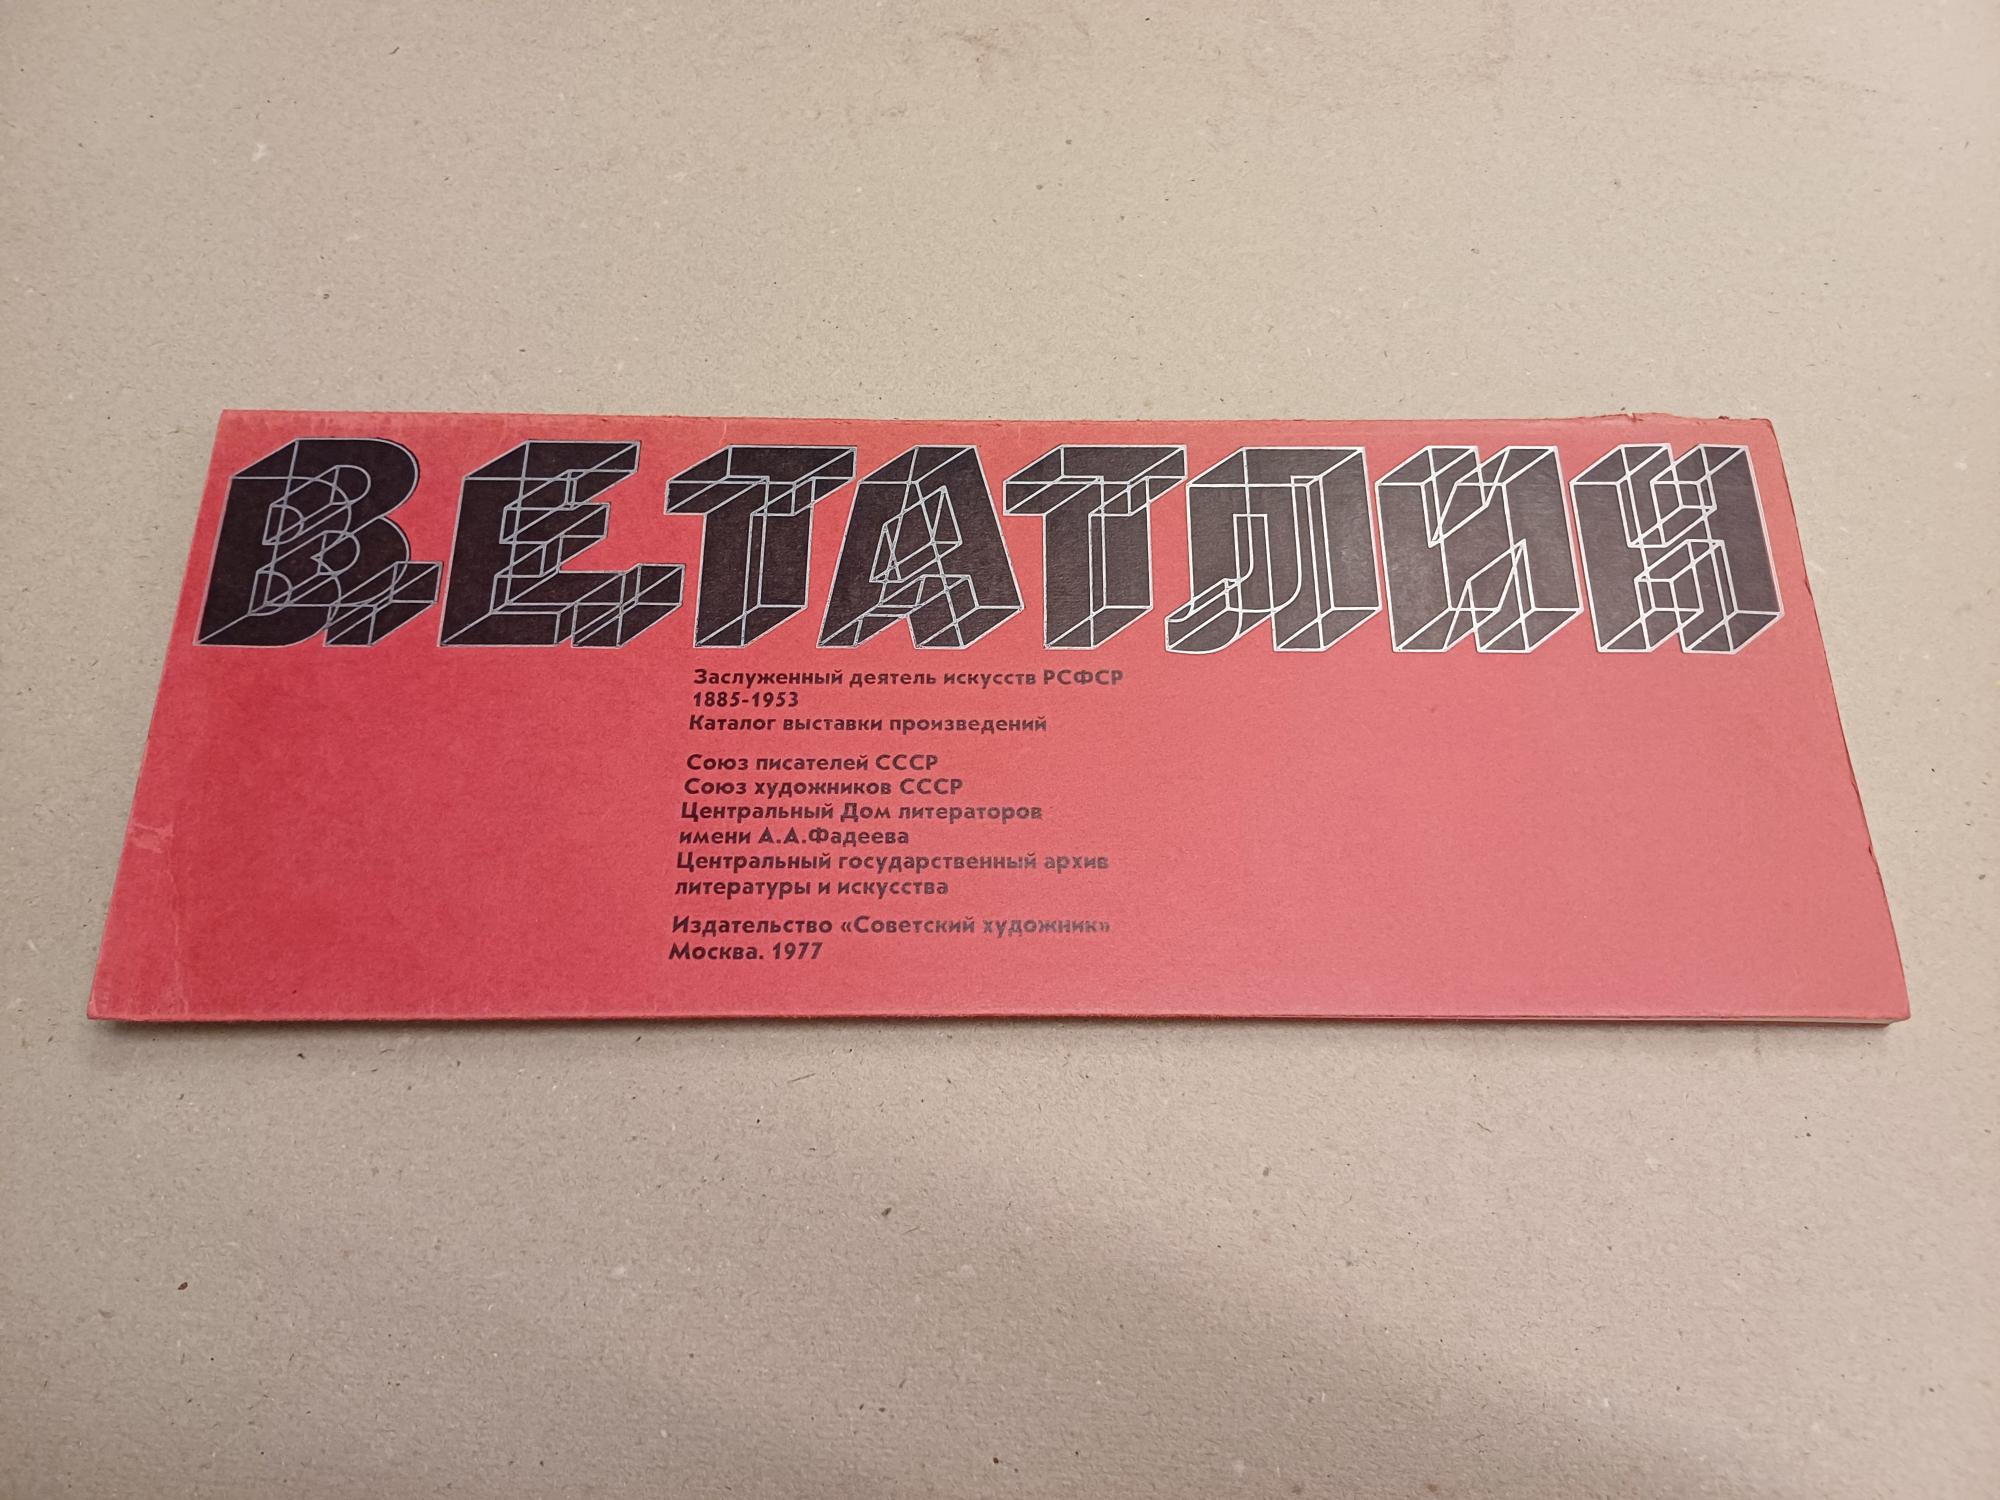 В.Е.ТАТЛИН
Заслуженный деятель искусств РСФСР
1885-1953
Каталог выставки произведений
Союз писателей СССР
Союз художников СССР
Центральный Дом литераторов
имени А.А.Фадеева
Центральный государственный архив
литературы и искусства
Издательство «Советский художник»
Москва. 1977